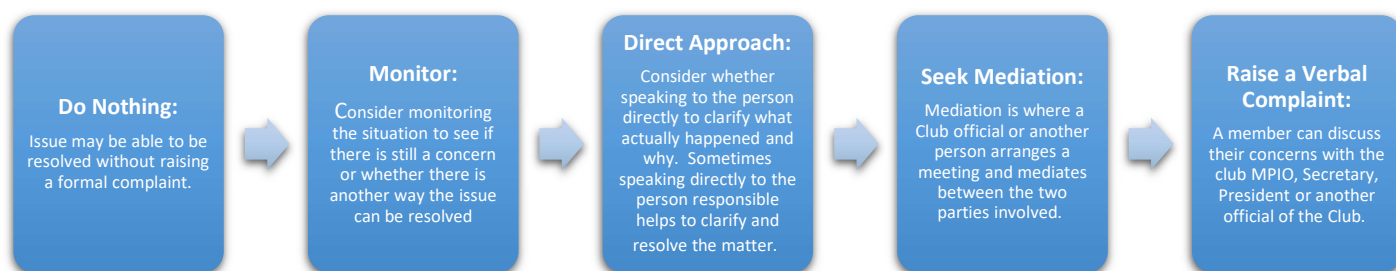 Do Nothing:
Issue may be able to be
resolved without raising
a formal complaint.
Monitor:
Consider monitoring
the situation to see if
there is still a concern
or whether there is
another way the issue
can be resolved
Direct Approach:
Consider whether
speaking to the person
directly to clarify what
actually happened and
why.  Sometimes
speaking directly to the
person responsible
helps to clarify and
resolve the matter.
Seek Mediation:
Mediation is where a
Club official or another
person arranges a
meeting and mediates
between the two
parties involved.
Raise a Verbal
Complaint:
A member can discuss
their concerns with the
club MPIO, Secretary,
President or another
official of the Club.